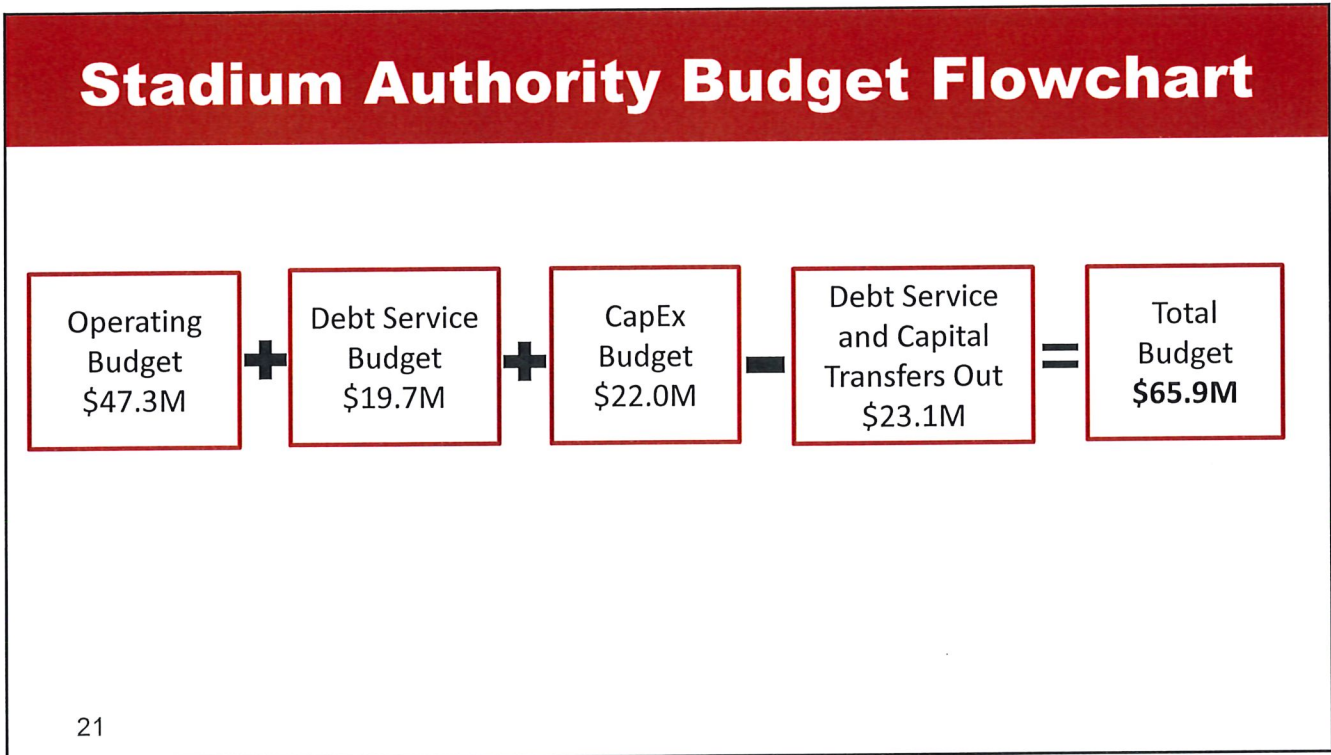 Stadium Authority Budget Flowchart
Operating
Budget
$47.3M
+
Debt Service
Budget
$19.7M
+
CapEx
Budget
$22.0M
-
Debt Service
and Capital
Transfers Out
$23.1M
=
Total
Budget
$65.9M
21